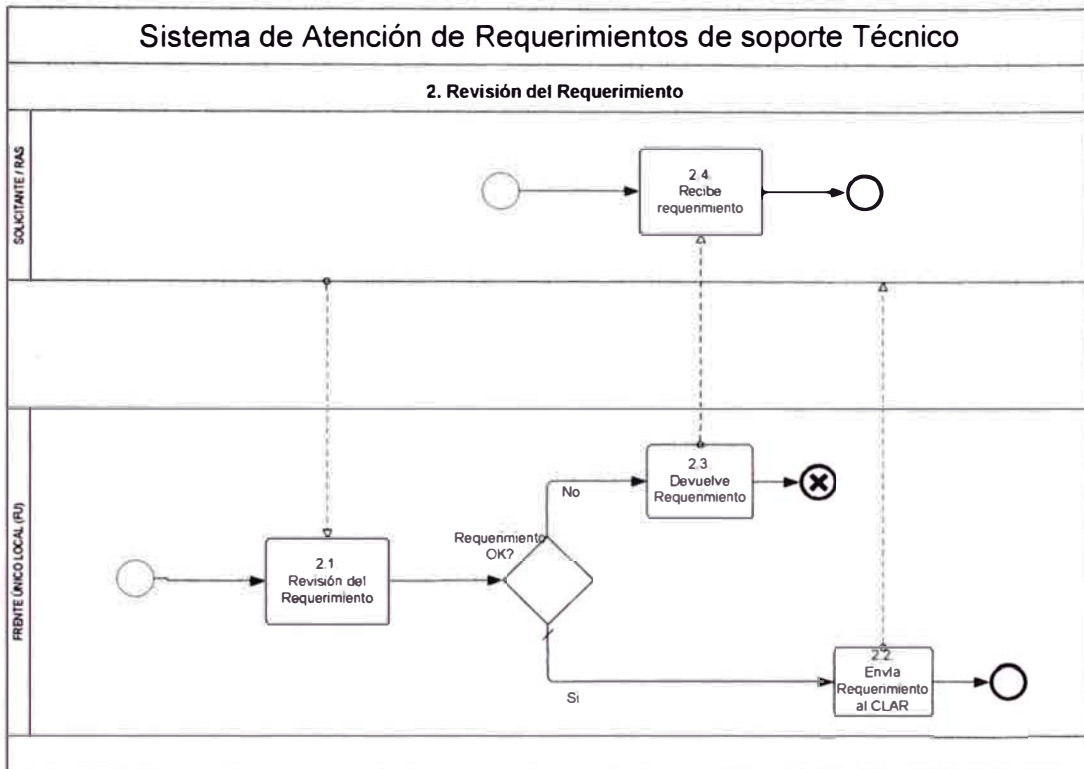 Sistema de Atención de Requerimientos de soporte Técnico
2. Revisión del Requerimiento
SOLICITANTE / RAS
2.4.
Recibe
requerimiento
FRENTE ÚNICO LOCAL (FU)
2.1.
Revisión del
Requerimiento
Requerimiento
OK?
No
2.3.
Devuelve
Requerimiento
Si
2.2.
Envía
Requerimiento
al CLAR